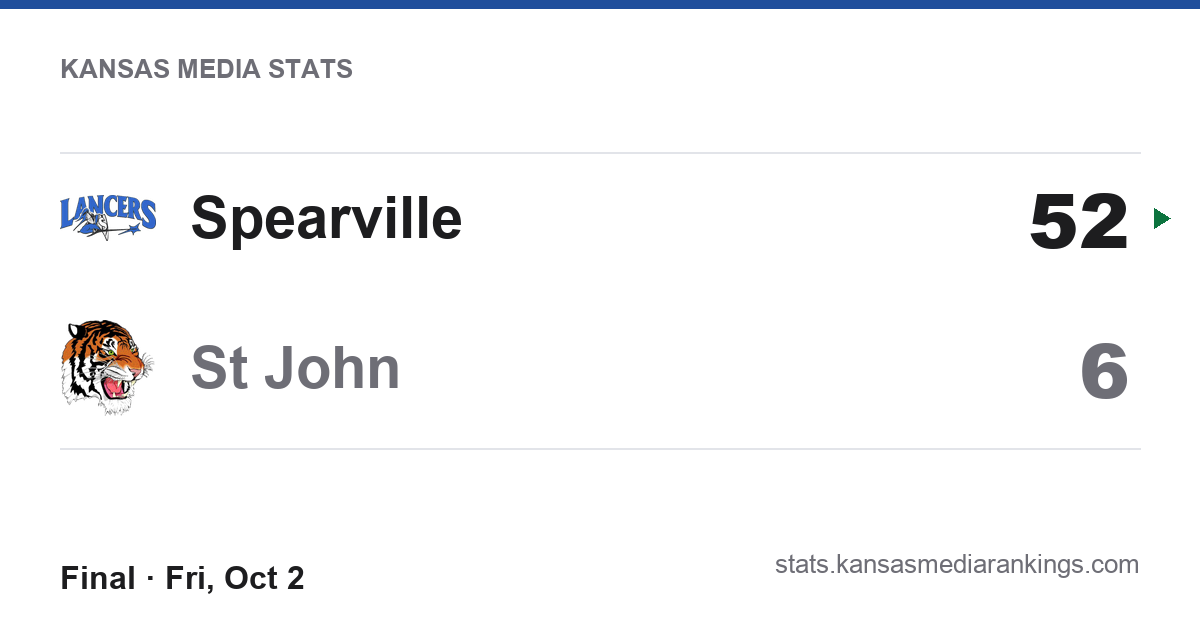 KANSAS MEDIA STATS
LANCERS
Spearville
52
St John
6
Final · Fri, Oct 2
stats.kansasmediarankings.com